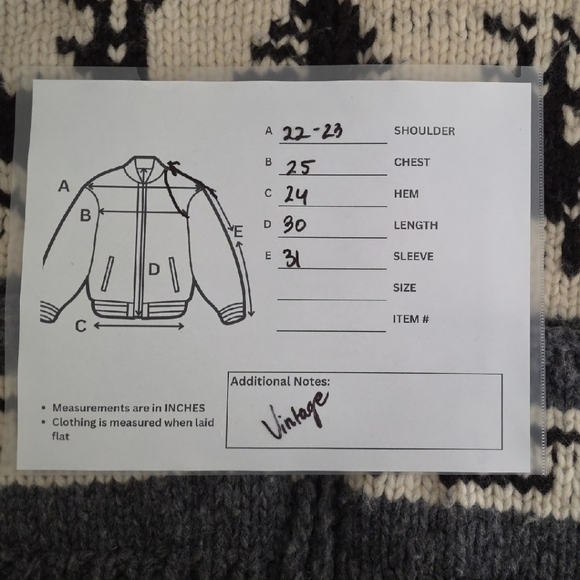 A 22-23 SHOULDER
B 25 CHEST
C 24 HEM
D 30 LENGTH
E 31 SLEEVE
SIZE
ITEM #
A
B
E
D
C
• Measurements are in INCHES
• Clothing is measured when laid
flat
Additional Notes:
Vintage